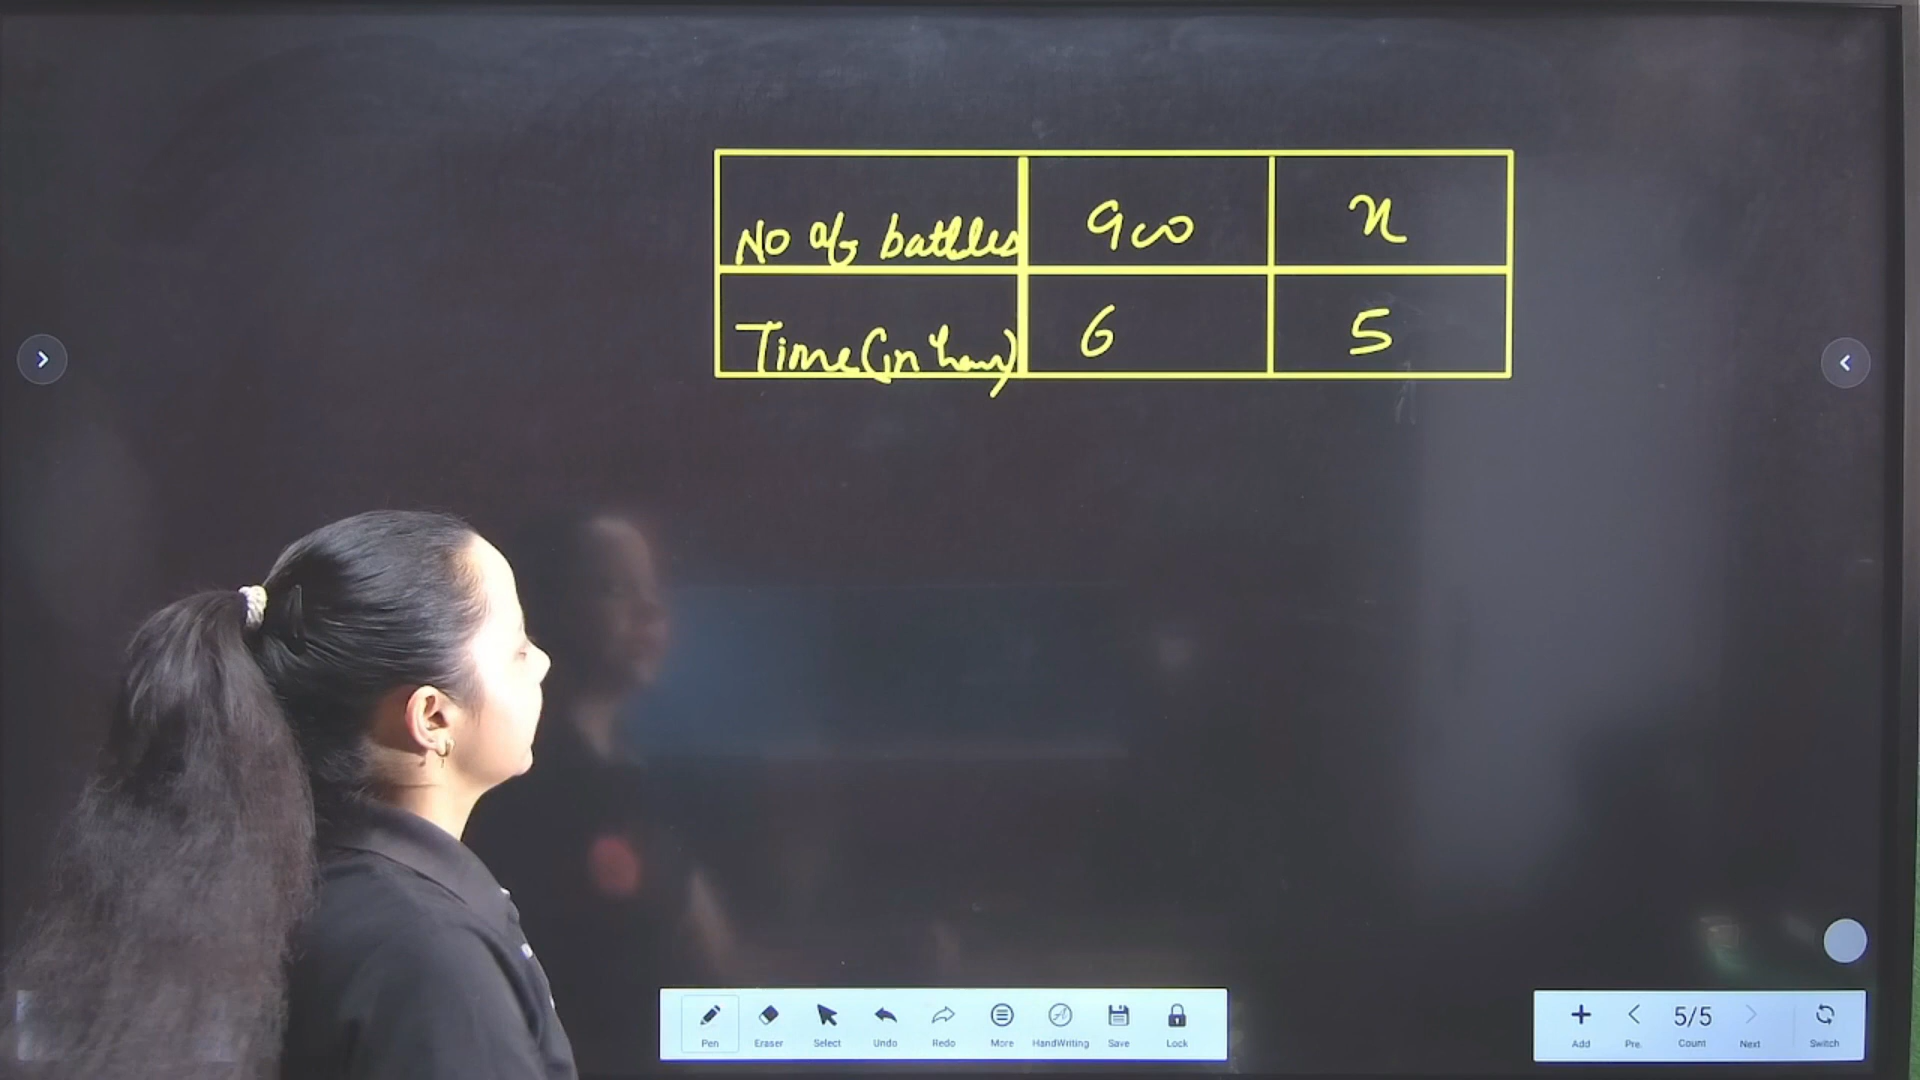 No of bottles 900 x
Time (in hour) 6 5
Pen Eraser Select Undo Redo More HandWriting Save Lock
5/5
Add Pre. Count Next Switch